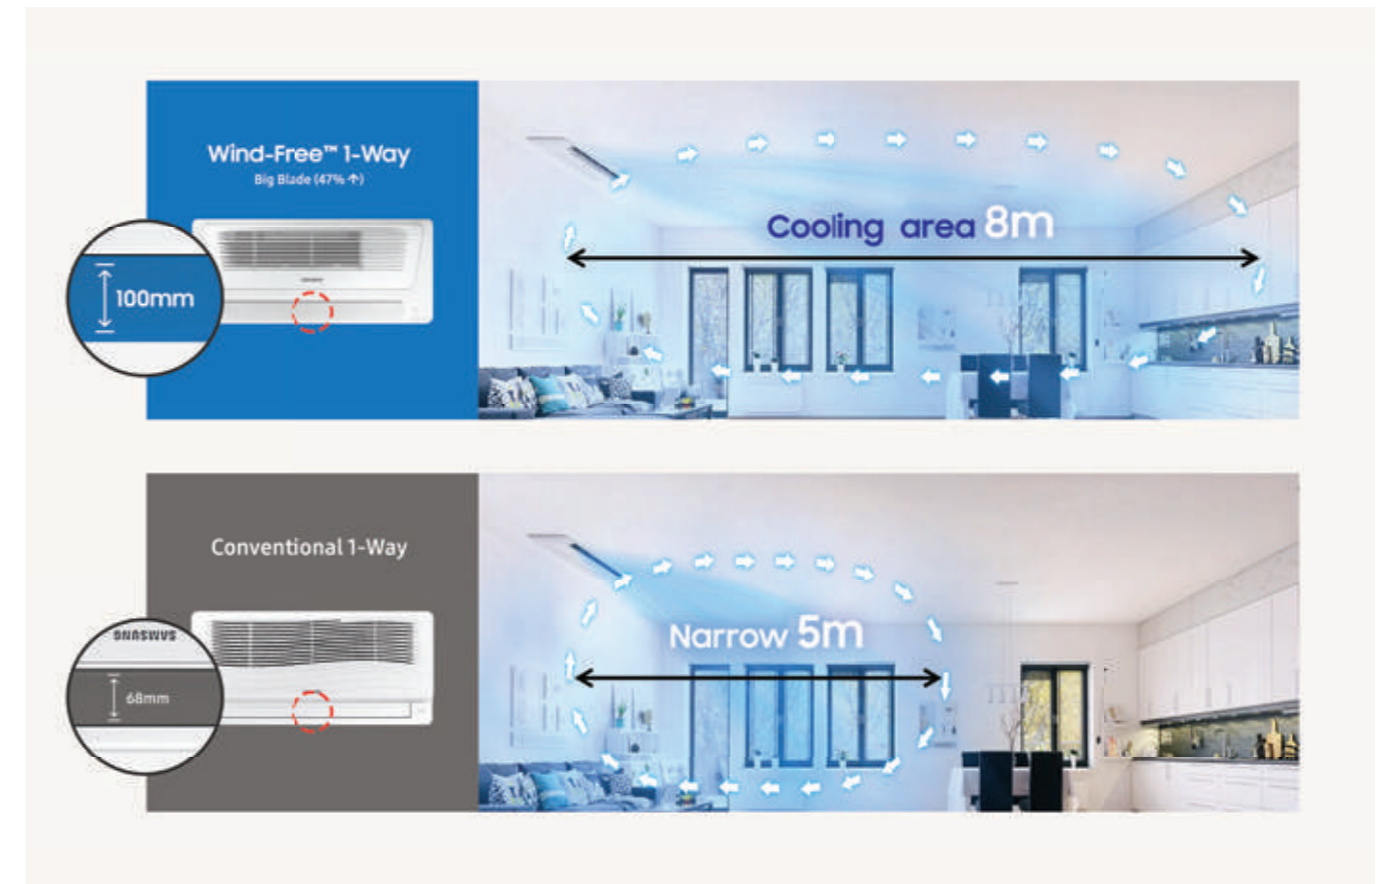 Wind-Free™ 1-Way
Big Blade (47% ↑)
100mm
Cooling area 8m
Conventional 1-Way
SAMSUNG
68mm
Narrow 5m